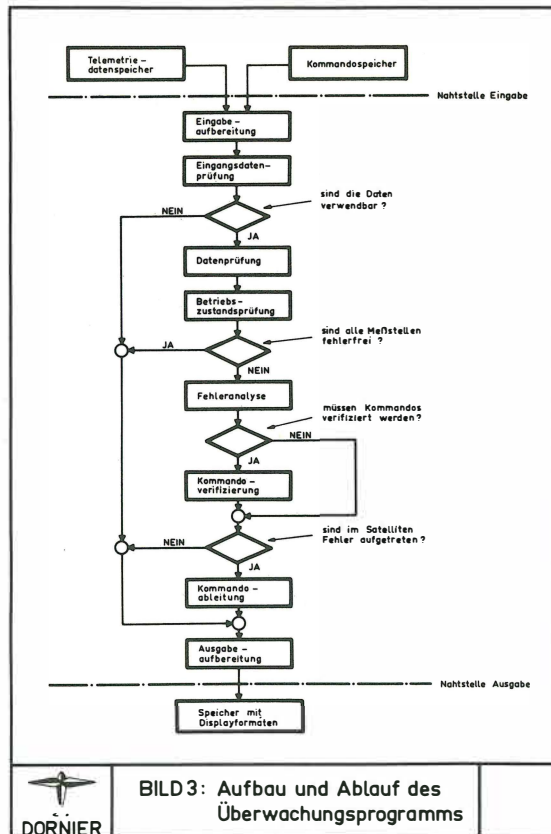 Telemetrie-
datenspeicher
Kommandospeicher
Nahtstelle Eingabe
Eingabe-
aufbereitung
Eingangsdaten-
prüfung
sind die Daten
verwendbar?
NEIN
JA
Datenprüfung
Betriebs-
zustandsprüfung
sind alle Meßstellen
fehlerfrei?
JA
NEIN
Fehleranalyse
müssen Kommandos
verifiziert werden?
NEIN
JA
Kommando-
verifizierung
sind im Satelliten
Fehler aufgetreten?
NEIN
JA
Kommando-
ableitung
Ausgabe-
aufbereitung
Nahtstelle Ausgabe
Speicher mit
Displayformaten
DORNIER
BILD 3: Aufbau und Ablauf des
Überwachungsprogramms